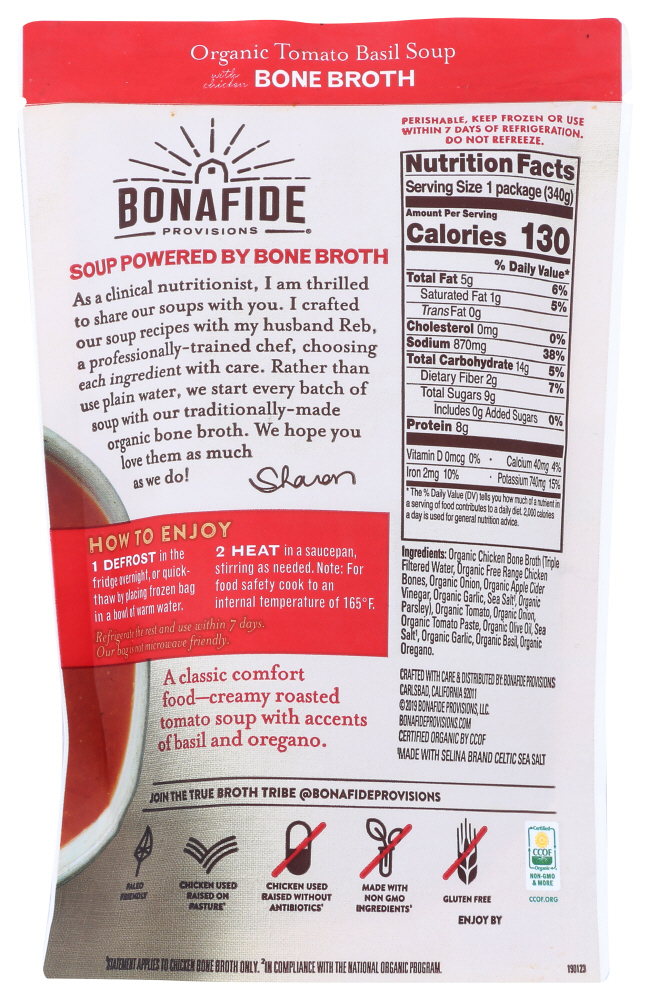 Organic Tomato Basil Soup
with chicken BONE BROTH
PERISHABLE, KEEP FROZEN OR USE
WITHIN 7 DAYS OF REFRIGERATION.
DO NOT REFREEZE.
BONAFIDE
PROVISIONS
SOUP POWERED BY BONE BROTH
As a clinical nutritionist, I am thrilled
to share our soups with you. I crafted
our soup recipes with my husband Reb,
a professionally-trained chef, choosing
each ingredient with care. Rather than
use plain water, we start every batch of
soup with our traditionally-made
organic bone broth. We hope you
love them as much
as we do!
Sharon
Nutrition Facts
Serving Size 1 package (340g)
Amount Per Serving
Calories 130
% Daily Value*
Total Fat 5g 6%
Saturated Fat 1g 5%
Trans Fat 0g
Cholesterol 0mg 0%
Sodium 870mg 38%
Total Carbohydrate 14g 5%
Dietary Fiber 2g 7%
Total Sugars 9g
Includes 0g Added Sugars 0%
Protein 8g
Vitamin D 0mcg 0% • Calcium 40mg 4%
Iron 2mg 10% • Potassium 740mg 15%
* The % Daily Value (DV) tells you how much of a nutrient in
a serving of food contributes to a daily diet. 2,000 calories
a day is used for general nutrition advice.
HOW TO ENJOY
1 DEFROST in the
fridge overnight, or quick-
thaw by placing frozen bag
in a bowl of warm water.
2 HEAT in a saucepan,
stirring as needed. Note: For
food safety cook to an
internal temperature of 165°F.
Refrigerate the rest and use within 7 days.
Our bag is not microwave friendly.
Ingredients: Organic Chicken Bone Broth (Triple
Filtered Water, Organic Free Range Chicken
Bones, Organic Onion, Organic Apple Cider
Vinegar, Organic Garlic, Sea Salt¹, Organic
Parsley), Organic Tomato, Organic Onion,
Organic Tomato Paste, Organic Olive Oil, Sea
Salt¹, Organic Garlic, Organic Basil, Organic
Oregano.
A classic comfort
food—creamy roasted
tomato soup with accents
of basil and oregano.
CRAFTED WITH CARE & DISTRIBUTED BY: BONAFIDE PROVISIONS
CARLSBAD, CALIFORNIA 92011
©2019 BONAFIDE PROVISIONS, LLC.
BONAFIDEPROVISIONS.COM
CERTIFIED ORGANIC BY CCOF
¹MADE WITH SELINA BRAND CELTIC SEA SALT
JOIN THE TRUE BROTH TRIBE @BONAFIDEPROVISIONS
PALEO
FRIENDLY
CHICKEN USED
RAISED ON
PASTURE¹
CHICKEN USED
RAISED WITHOUT
ANTIBIOTICS¹
MADE WITH
NON GMO
INGREDIENTS²
GLUTEN FREE
Certified
CCOF
Organic
NON-GMO
& MORE
CCOF.ORG
ENJOY BY
¹STATEMENT APPLIES TO CHICKEN BONE BROTH ONLY. ²IN COMPLIANCE WITH THE NATIONAL ORGANIC PROGRAM.
190123